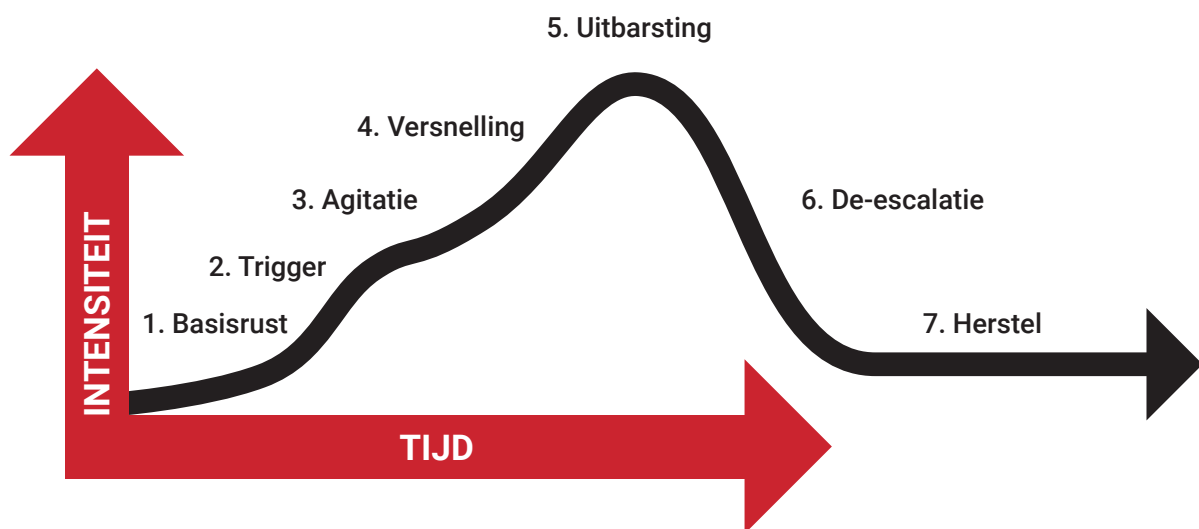 5. Uitbarsting
4. Versnelling
3. Agitatie
6. De-escalatie
2. Trigger
1. Basisrust
7. Herstel
INTENSITEIT
TIJD